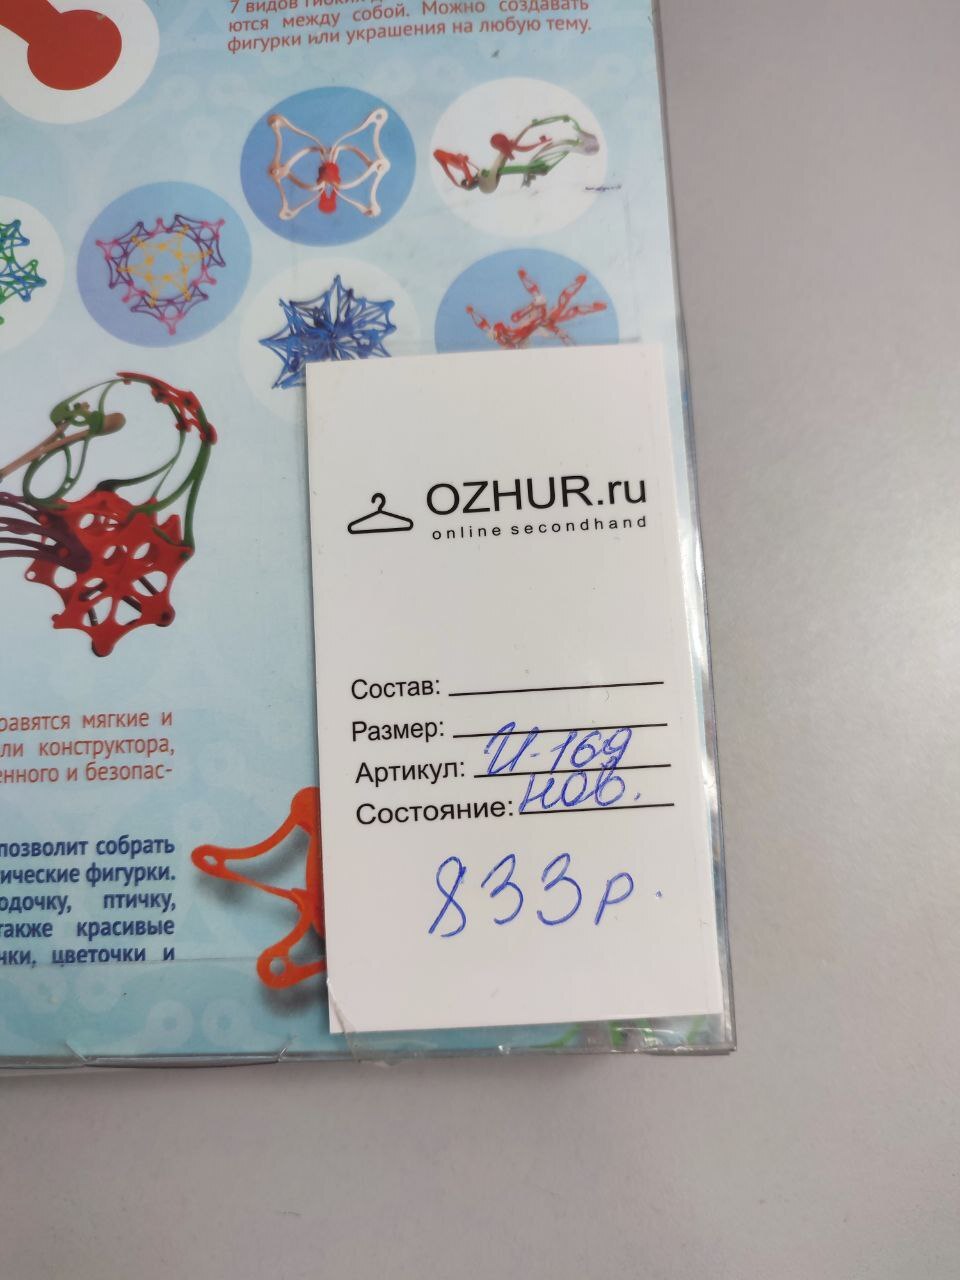 7 видов гибких
ются между собой. Можно создавать
фигурки или украшения на любую тему.
OZHUR.ru
online secondhand
Состав:
Размер:
Артикул: И-169
Состояние: нов.
833р.
равятся мягкие и
ли конструктора,
енного и безопас-
позволит собрать
ические фигурки.
одочку, птичку,
также красивые
чки, цветочки и